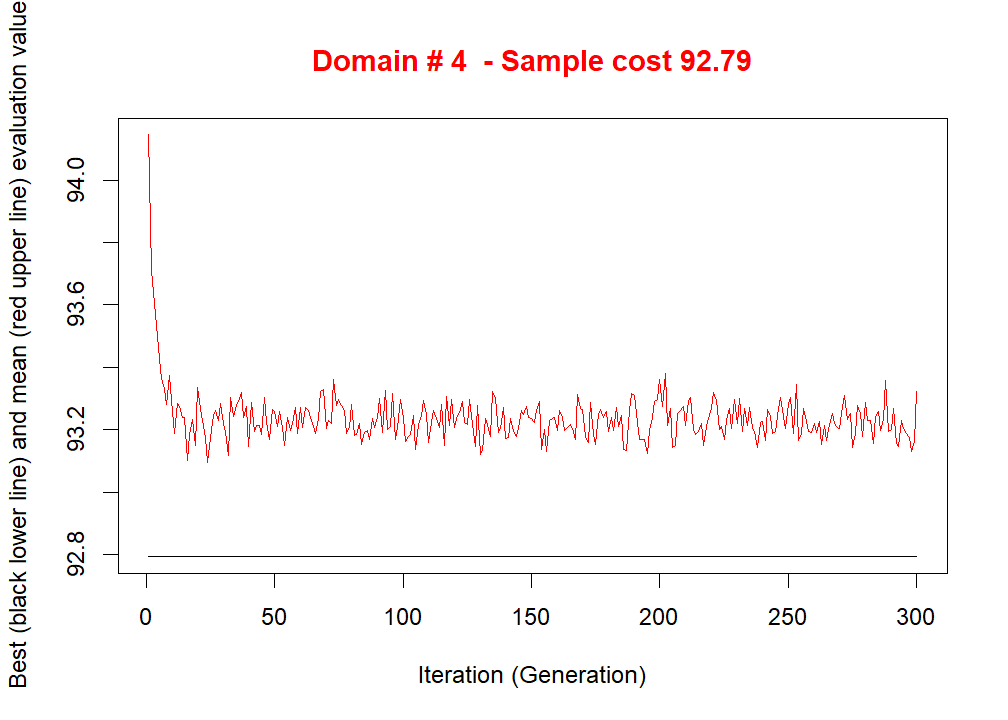 Domain # 4  - Sample cost 92.79
Best (black lower line) and mean (red upper line) evaluation value
94.0
93.6
93.2
92.8
0 50 100 150 200 250 300
Iteration (Generation)